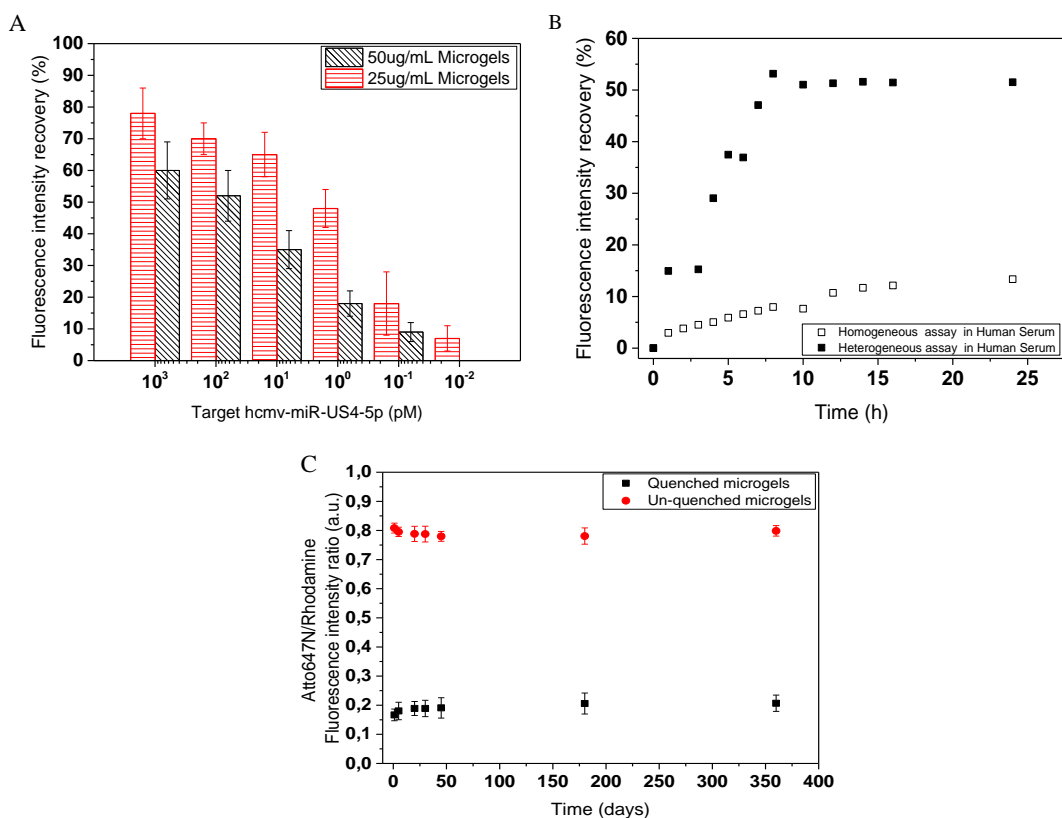 A
Fluorescence intensity recovery (%)
100
90
80
70
60
50
40
30
20
10
0
50ug/mL Microgels
25ug/mL Microgels
10³ 10² 10¹ 10⁰ 10⁻¹ 10⁻²
Target hcmv-miR-US4-5p (pM)
B
Fluorescence intensity recovery (%)
60
50
40
30
20
10
0
Homogeneous assay in Human Serum
Heterogeneous assay in Human Serum
0 5 10 15 20 25
Time (h)
C
Atto647N/Rhodamine
Fluorescence intensity ratio (a.u.)
1,0
0,9
0,8
0,7
0,6
0,5
0,4
0,3
0,2
0,1
0,0
Quenched microgels
Un-quenched microgels
0 50 100 150 200 250 300 350 400
Time (days)